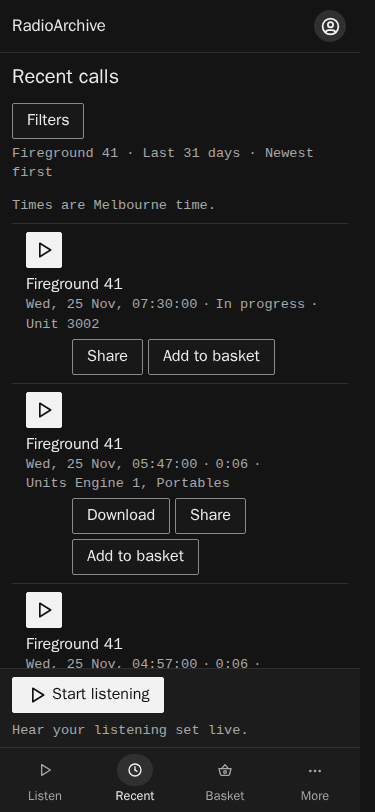 RadioArchive
Recent calls
Filters
Fireground 41 · Last 31 days · Newest
first
Times are Melbourne time.
Fireground 41
Wed, 25 Nov, 07:30:00 · In progress ·
Unit 3002
Share Add to basket
Fireground 41
Wed, 25 Nov, 05:47:00 · 0:06 ·
Units Engine 1, Portables
Download Share
Add to basket
Fireground 41
Wed, 25 Nov, 04:57:00 · 0:06 ·
Start listening
Hear your listening set live.
Listen Recent Basket More